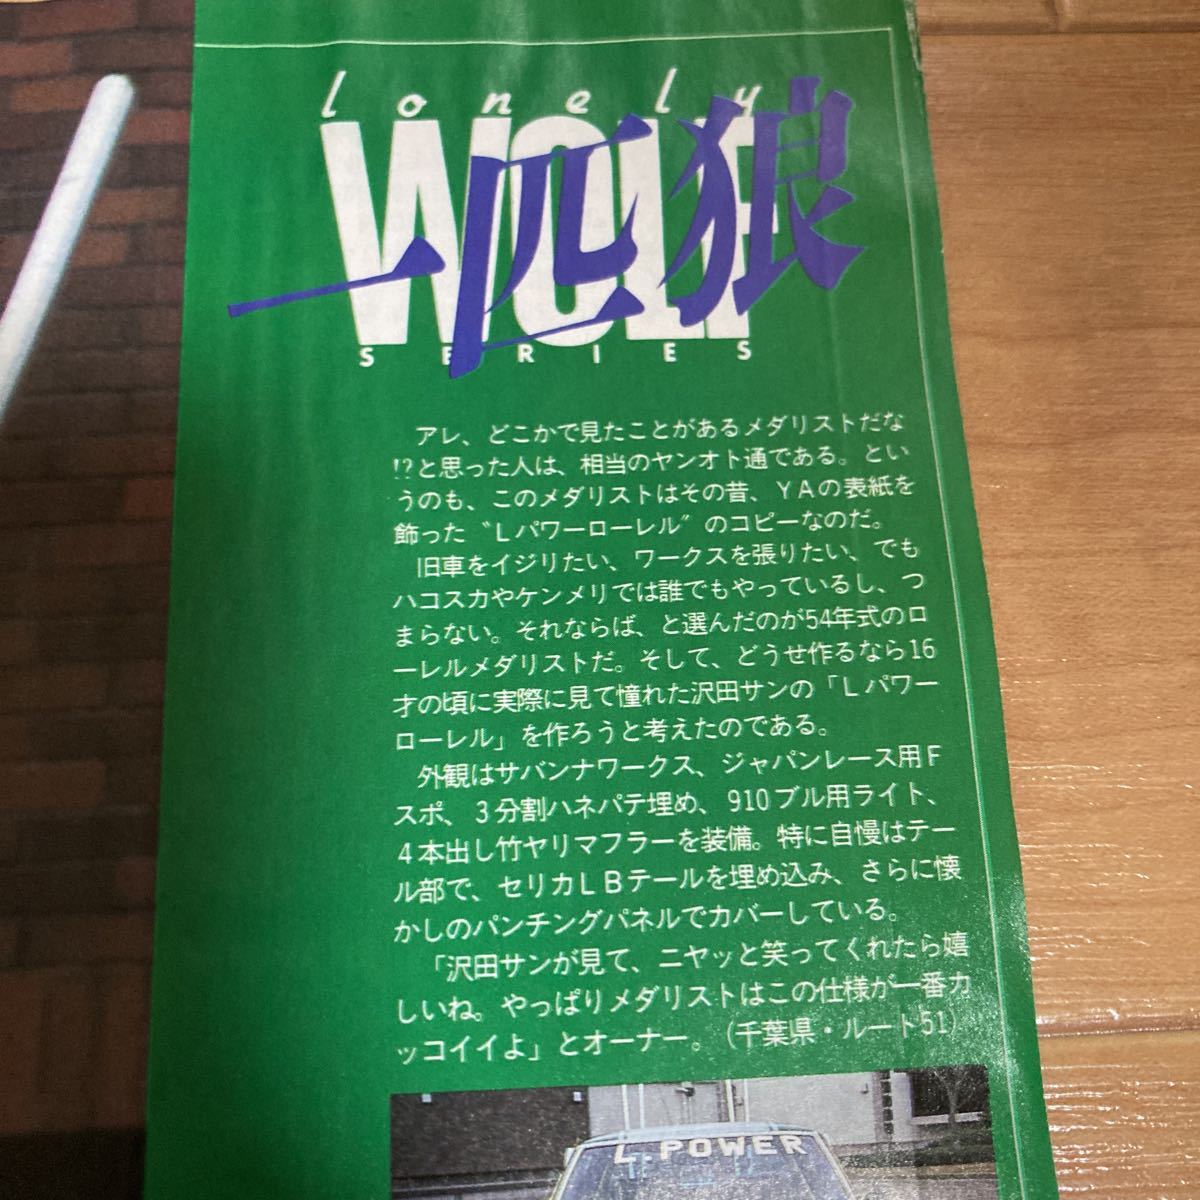 lonely
WOLF
一匹狼
SERIES
アレ、どこかで見たことがあるメダリストだな
!?と思った人は、相当のヤンオト通である。とい
うのも、このメダリストはその昔、YAの表紙を
飾った〝Lパワーローレル〟のコピーなのだ。
旧車をイジリたい、ワークスを張りたい、でも
ハコスカやケンメリでは誰でもやっているし、つ
まらない。それならば、と選んだのが54年式のロ
ーレルメダリストだ。そして、どうせ作るなら16
才の頃に実際に見て憧れた沢田サンの「Lパワー
ローレル」を作ろうと考えたのである。
外観はサバンナワークス、ジャパンレース用F
スポ、3分割ハネパテ埋め、910ブル用ライト、
4本出し竹ヤリマフラーを装備。特に自慢はテー
ル部で、セリカLBテールを埋め込み、さらに懐
かしのパンチングパネルでカバーしている。
「沢田サンが見て、ニヤッと笑ってくれたら嬉
しいね。やっぱりメダリストはこの仕様が一番カ
ッコイイよ」とオーナー。(千葉県・ルート51)
L.POWER